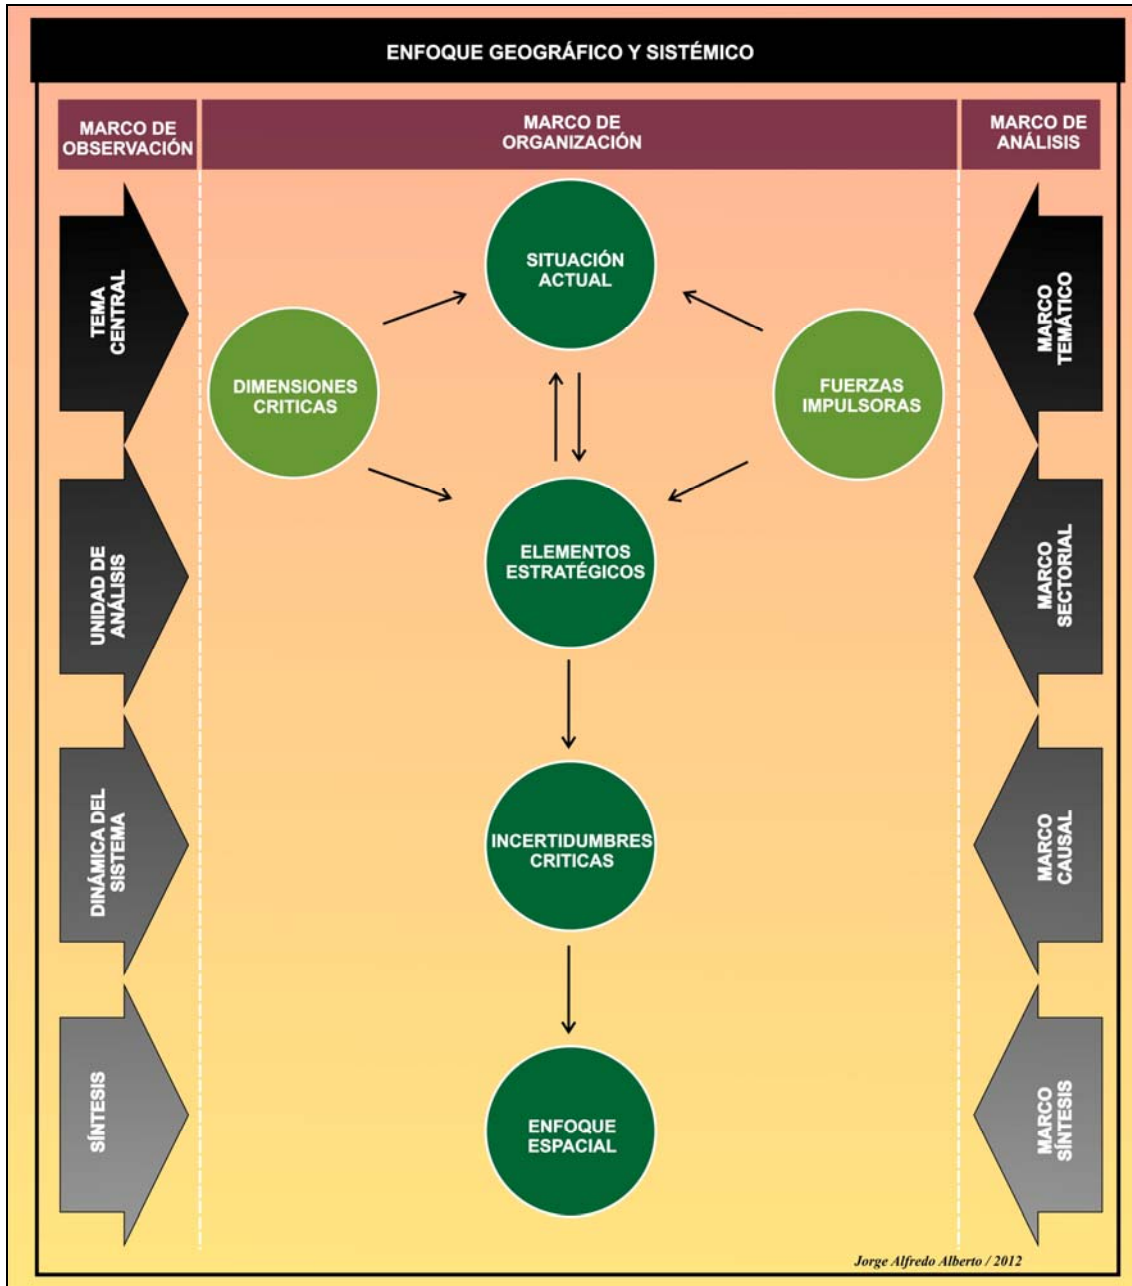 ENFOQUE GEOGRÁFICO Y SISTÉMICO
MARCO DE
OBSERVACIÓN
MARCO DE
ORGANIZACIÓN
MARCO DE
ANÁLISIS
TEMA
CENTRAL
SITUACIÓN
ACTUAL
MARCO
TEMÁTICO
DIMENSIONES
CRITICAS
FUERZAS
IMPULSORAS
UNIDAD DE
ANÁLISIS
ELEMENTOS
ESTRATÉGICOS
MARCO
SECTORIAL
DINÁMICA DEL
SISTEMA
INCERTIDUMBRES
CRITICAS
MARCO
CAUSAL
SÍNTESIS
ENFOQUE
ESPACIAL
MARCO
SÍNTESIS
Jorge Alfredo Alberto / 2012